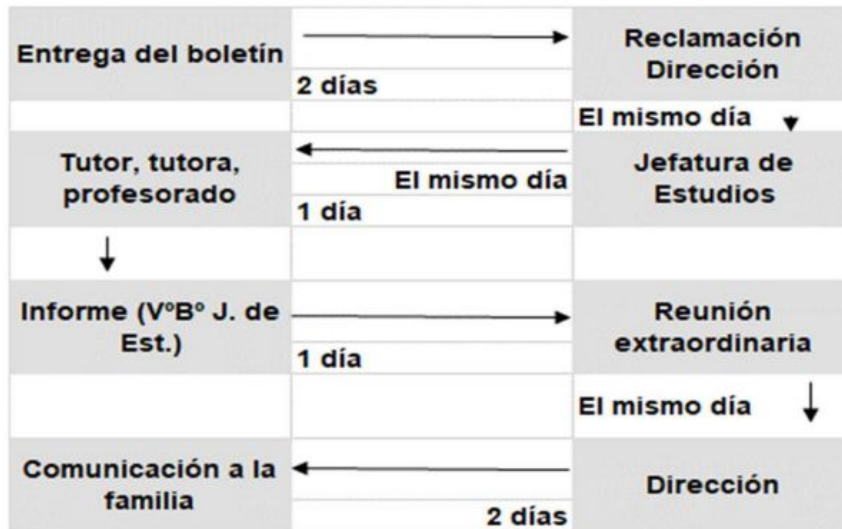 Entrega del boletín
Reclamación
Dirección
2 días
El mismo día
Tutor, tutora,
profesorado
Jefatura de
Estudios
El mismo día
1 día
Informe (VºBº J. de
Est.)
Reunión
extraordinaria
1 día
El mismo día
Comunicación a la
familia
Dirección
2 días